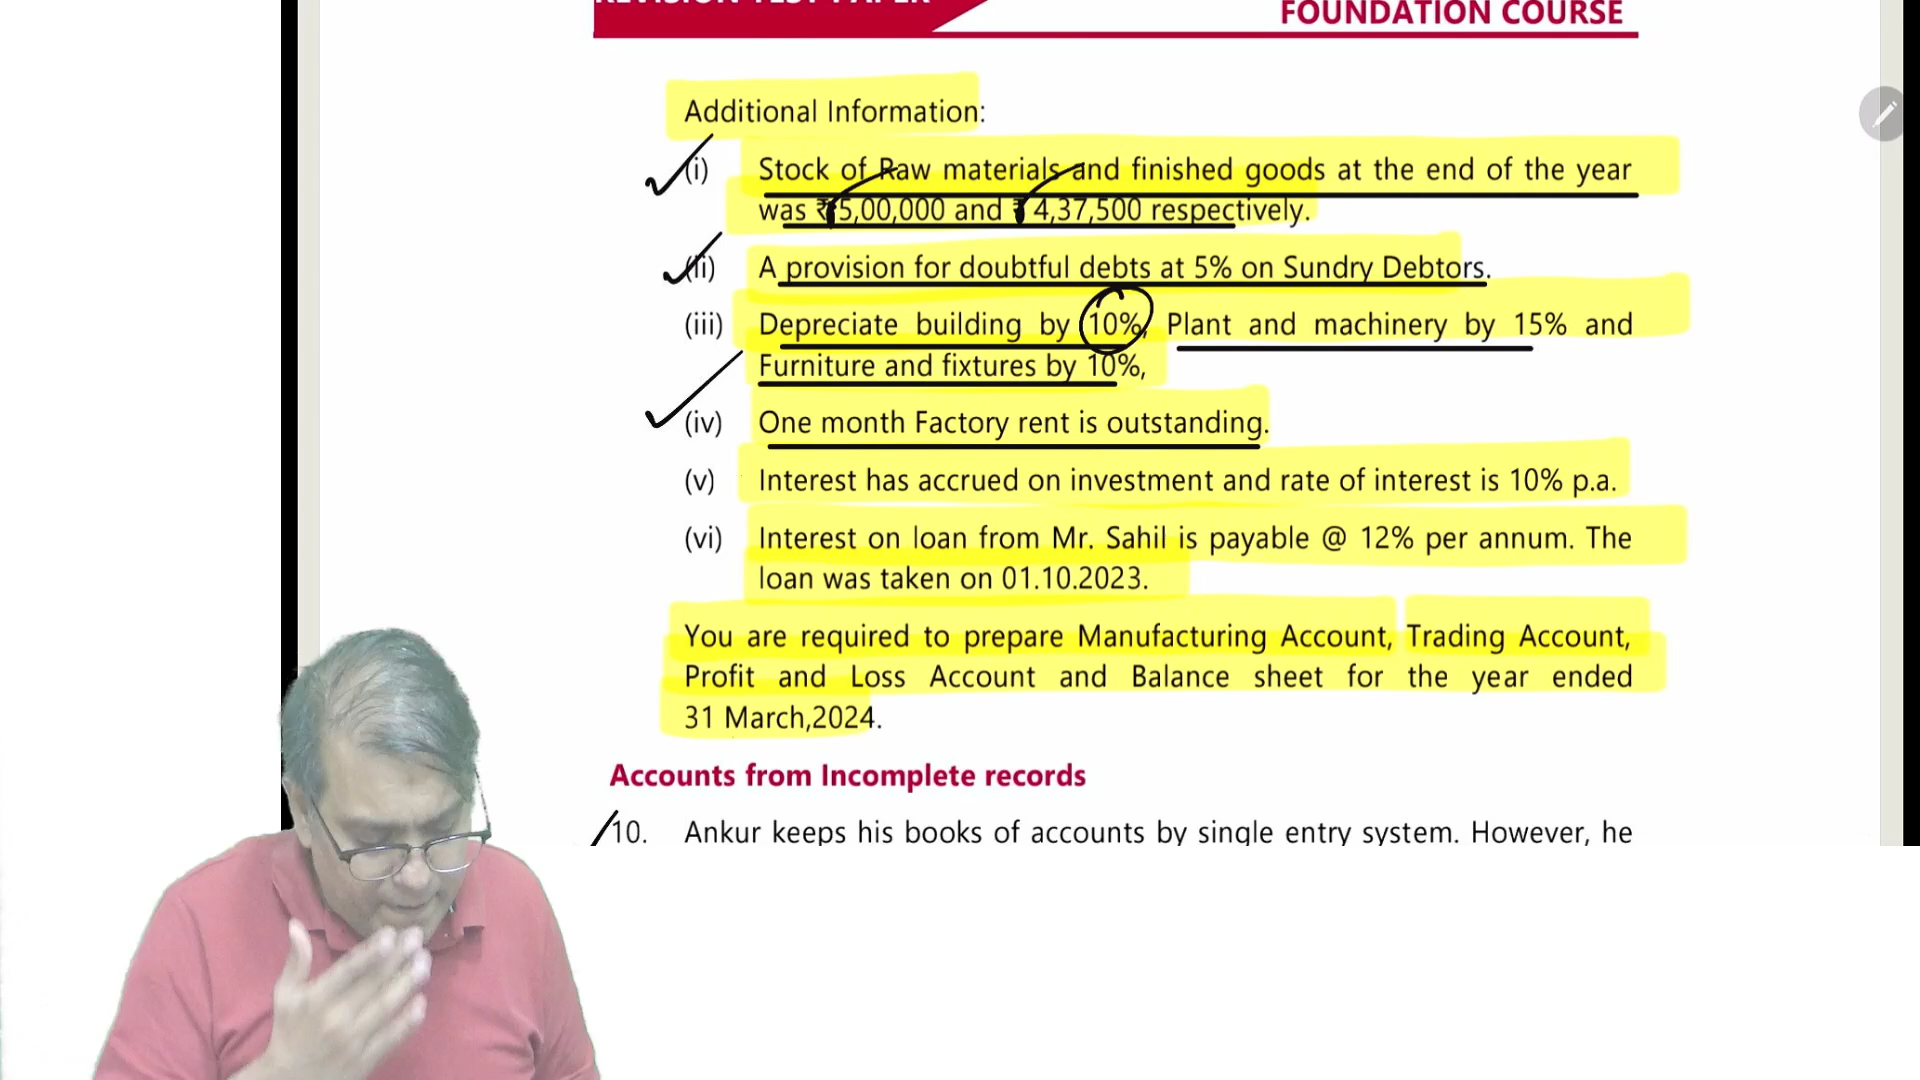 REVISION TEST PAPER
FOUNDATION COURSE
Additional Information:
(i) Stock of Raw materials and finished goods at the end of the year
was ₹ 5,00,000 and ₹ 4,37,500 respectively.
(ii) A provision for doubtful debts at 5% on Sundry Debtors.
(iii) Depreciate building by 10%, Plant and machinery by 15% and
Furniture and fixtures by 10%,
(iv) One month Factory rent is outstanding.
(v) Interest has accrued on investment and rate of interest is 10% p.a.
(vi) Interest on loan from Mr. Sahil is payable @ 12% per annum. The
loan was taken on 01.10.2023.
You are required to prepare Manufacturing Account, Trading Account,
Profit and Loss Account and Balance sheet for the year ended
31 March,2024.
Accounts from Incomplete records
10. Ankur keeps his books of accounts by single entry system. However, he